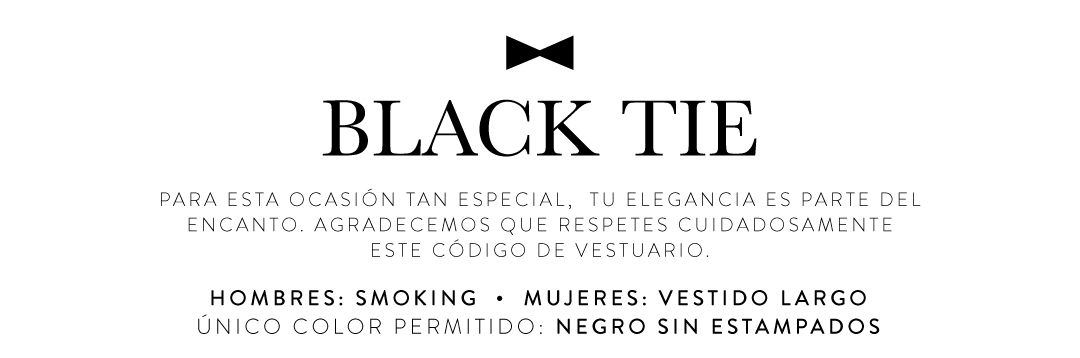 BLACK TIE
PARA ESTA OCASIÓN TAN ESPECIAL, TU ELEGANCIA ES PARTE DEL
ENCANTO. AGRADECEMOS QUE RESPETES CUIDADOSAMENTE
ESTE CÓDIGO DE VESTUARIO.
HOMBRES: SMOKING • MUJERES: VESTIDO LARGO
ÚNICO COLOR PERMITIDO: NEGRO SIN ESTAMPADOS